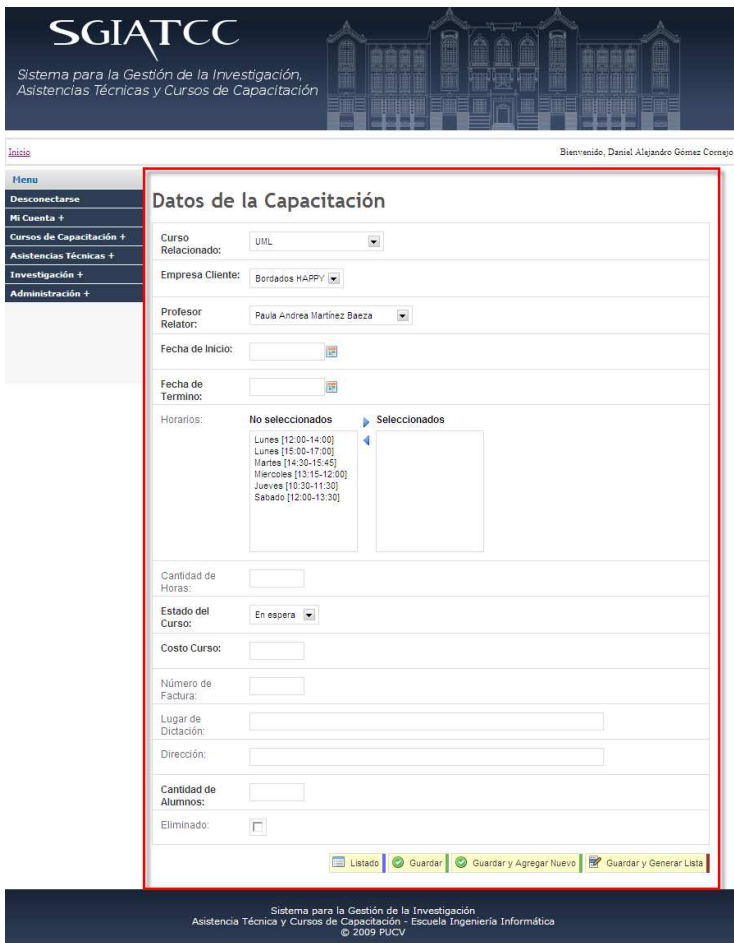 SGIATCC
Sistema para la Gestión de la Investigación,
Asistencias Técnicas y Cursos de Capacitación
Inicio
Bienvenido, Daniel Alejandro Gómez Cornejo
Menu
Desconectarse
Mi Cuenta +
Cursos de Capacitación +
Asistencias Técnicas +
Investigación +
Administración +
Datos de la Capacitación
Curso
Relacionado:
UML
Empresa Cliente:
Bordados HAPPY
Profesor
Relator:
Paula Andrea Martínez Baeza
Fecha de Inicio:
Fecha de
Termino:
Horarios:
No seleccionados
Seleccionados
Lunes [12:00-14:00]
Lunes [15:00-17:00]
Martes [14:30-15:45]
Miercoles [13:15-12:00]
Jueves [10:30-11:30]
Sabado [12:00-13:30]
Cantidad de
Horas:
Estado del
Curso:
En espera
Costo Curso:
Número de
Factura:
Lugar de
Dictación:
Dirección:
Cantidad de
Alumnos:
Eliminado:
Listado
Guardar
Guardar y Agregar Nuevo
Guardar y Generar Lista
Sistema para la Gestión de la Investigación
Asistencia Técnica y Cursos de Capacitación - Escuela Ingeniería Informática
© 2009 PUCV